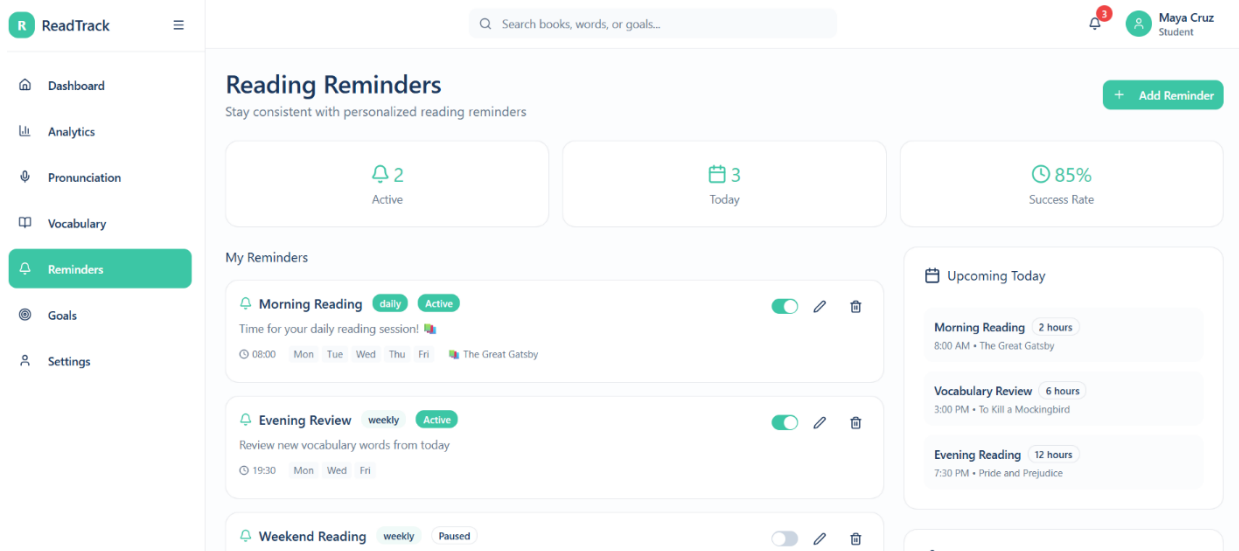 R ReadTrack
Search books, words, or goals...
3
Maya Cruz
Student
Dashboard
Analytics
Pronunciation
Vocabulary
Reminders
Goals
Settings
Reading Reminders
Stay consistent with personalized reading reminders
+ Add Reminder
2
Active
3
Today
85%
Success Rate
My Reminders
Morning Reading daily Active
Time for your daily reading session!
08:00 Mon Tue Wed Thu Fri The Great Gatsby
Evening Review weekly Active
Review new vocabulary words from today
19:30 Mon Wed Fri
Weekend Reading weekly Paused
Upcoming Today
Morning Reading 2 hours
8:00 AM • The Great Gatsby
Vocabulary Review 6 hours
3:00 PM • To Kill a Mockingbird
Evening Reading 12 hours
7:30 PM • Pride and Prejudice